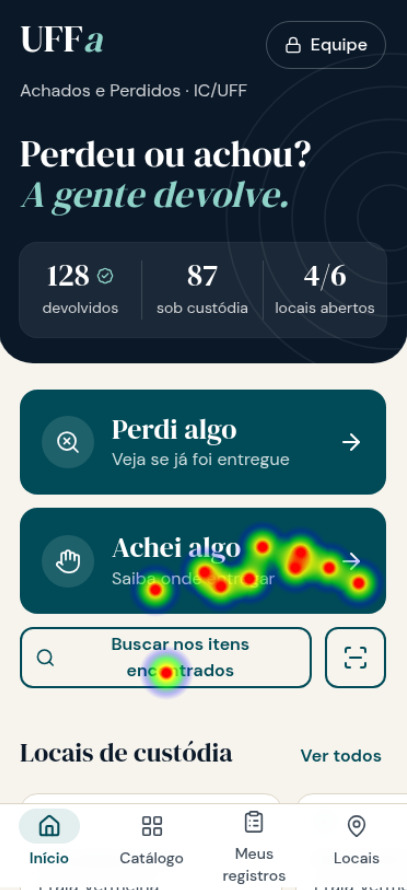 UFFa
Equipe
Achados e Perdidos · IC/UFF
Perdeu ou achou?
A gente devolve.
128
devolvidos
87
sob custódia
4/6
locais abertos
Perdi algo
Veja se já foi entregue
Achei algo
Saiba onde entregar
Buscar nos itens
encontrados
Locais de custódia
Ver todos
Início
Catálogo
Meus
registros
Locais